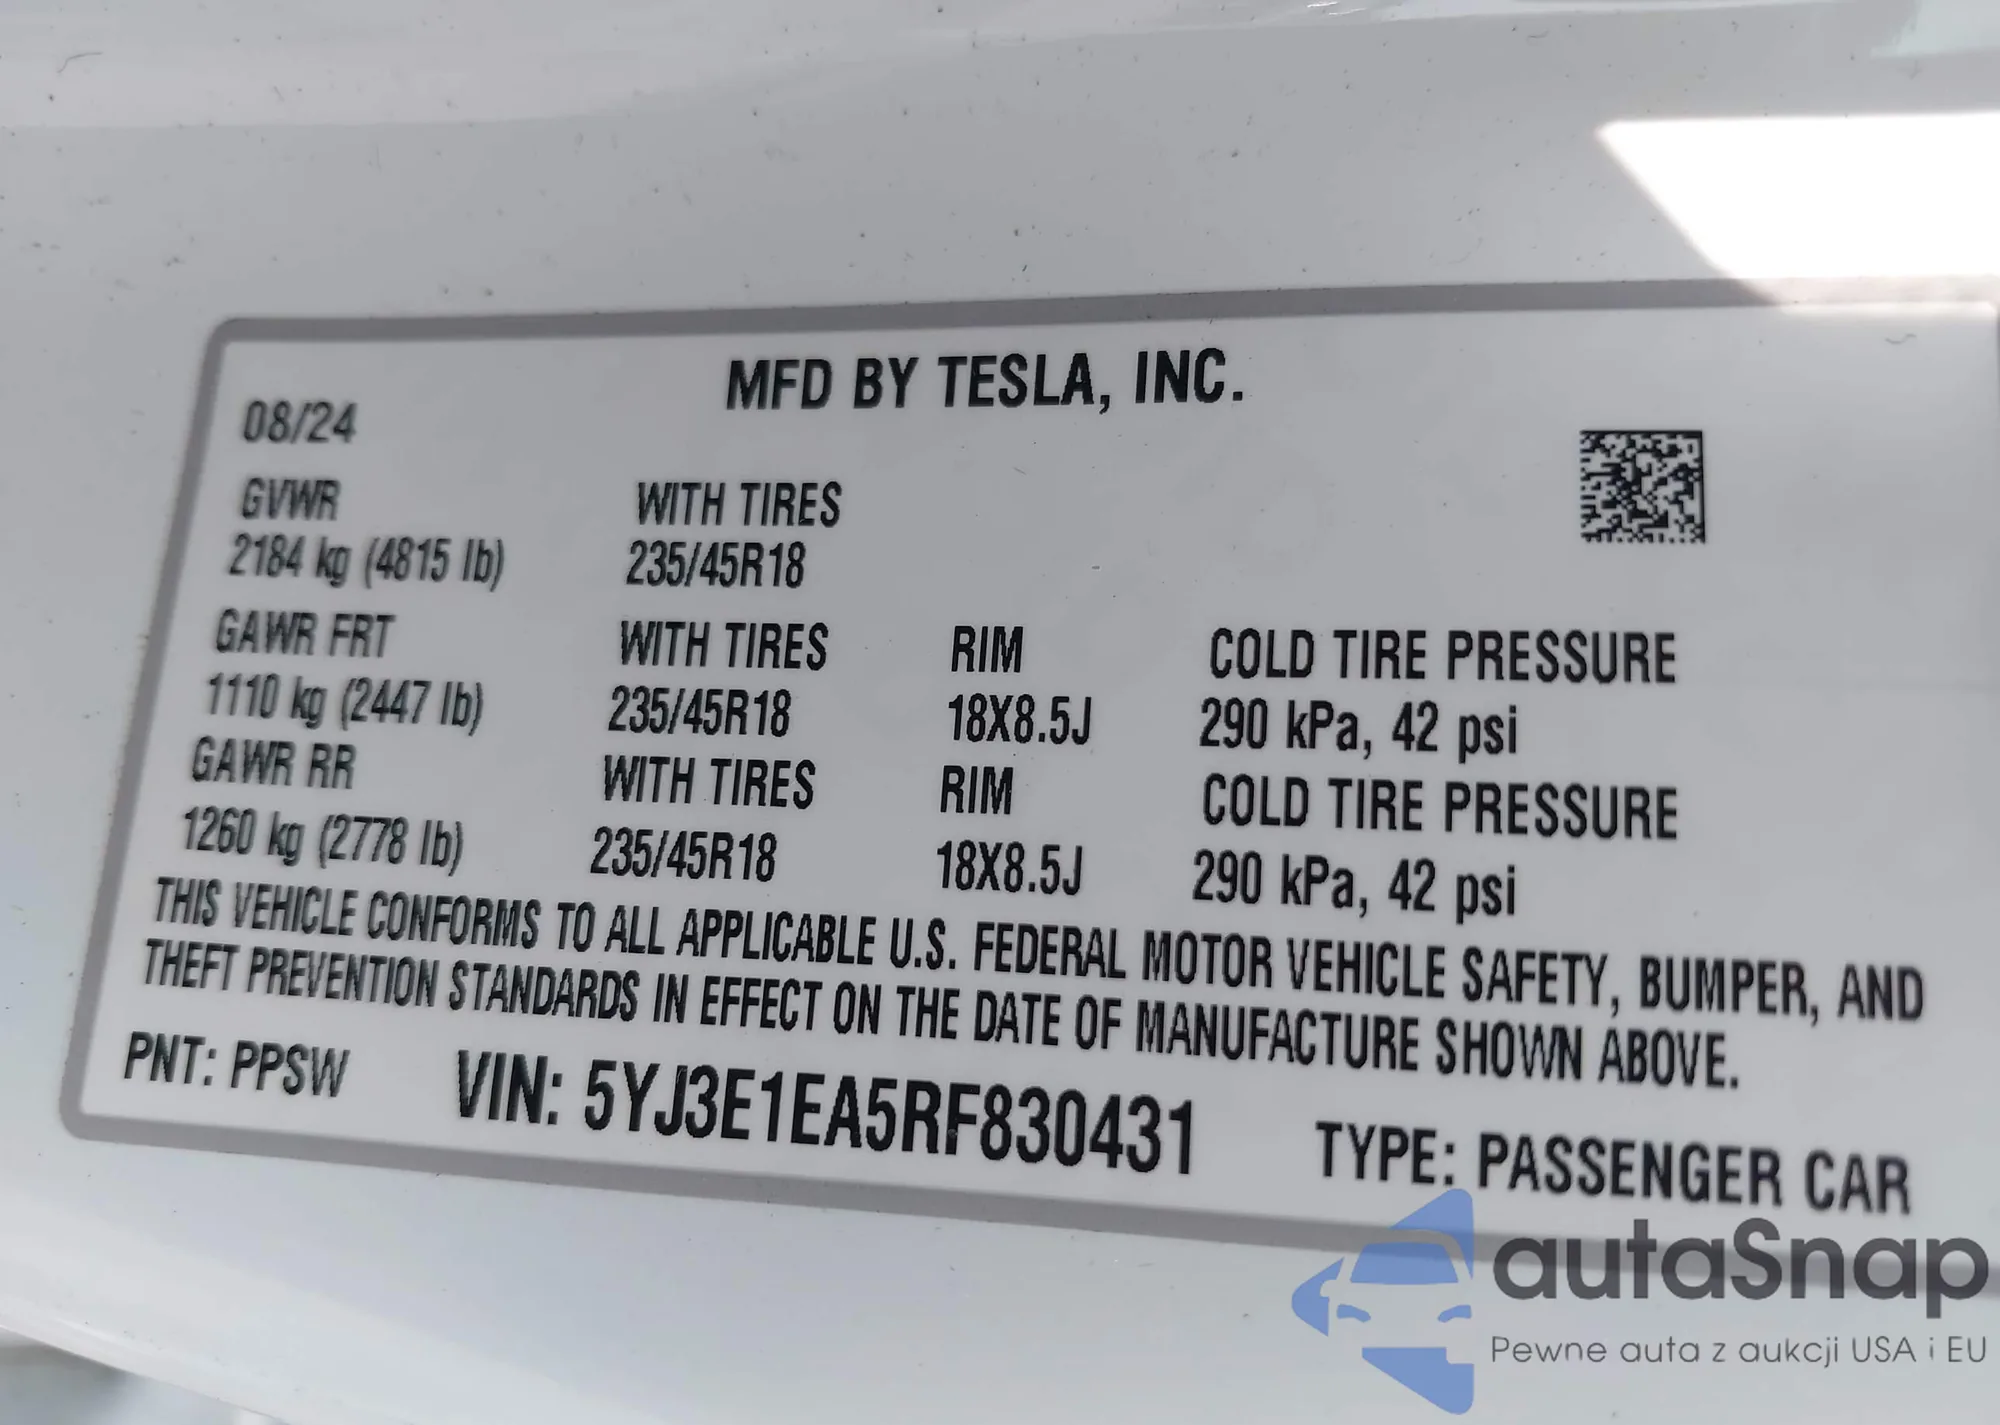 MFD BY TESLA, INC.
08/24
GVWR WITH TIRES
2184 kg (4815 lb) 235/45R18
GAWR FRT WITH TIRES RIM COLD TIRE PRESSURE
1110 kg (2447 lb) 235/45R18 18X8.5J 290 kPa, 42 psi
GAWR RR WITH TIRES RIM COLD TIRE PRESSURE
1260 kg (2778 lb) 235/45R18 18X8.5J 290 kPa, 42 psi
THIS VEHICLE CONFORMS TO ALL APPLICABLE U.S. FEDERAL MOTOR VEHICLE SAFETY, BUMPER, AND
THEFT PREVENTION STANDARDS IN EFFECT ON THE DATE OF MANUFACTURE SHOWN ABOVE.
PNT: PPSW VIN: 5YJ3E1EA5RF830431 TYPE: PASSENGER CAR
autaSnap
Pewne auta z aukcji USA i EU